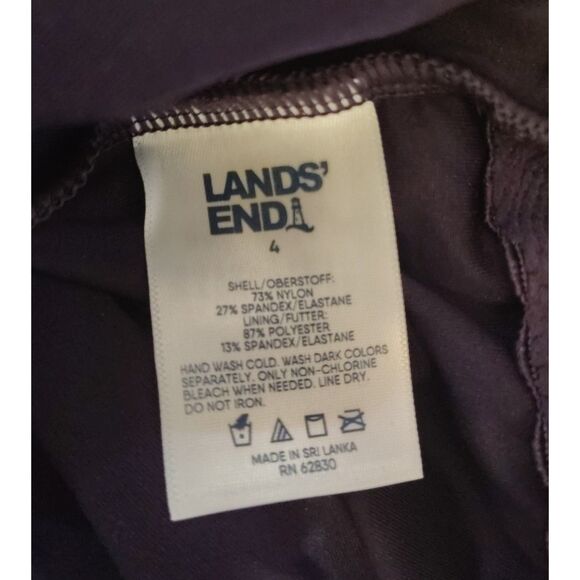 LANDS'
END
4
SHELL/OBERSTOFF:
73% NYLON
27% SPANDEX/ELASTANE
LINING/FUTTER:
87% POLYESTER
13% SPANDEX/ELASTANE
HAND WASH COLD. WASH DARK COLORS
SEPARATELY. ONLY NON-CHLORINE
BLEACH WHEN NEEDED. LINE DRY.
DO NOT IRON.
MADE IN SRI LANKA
RN 62830